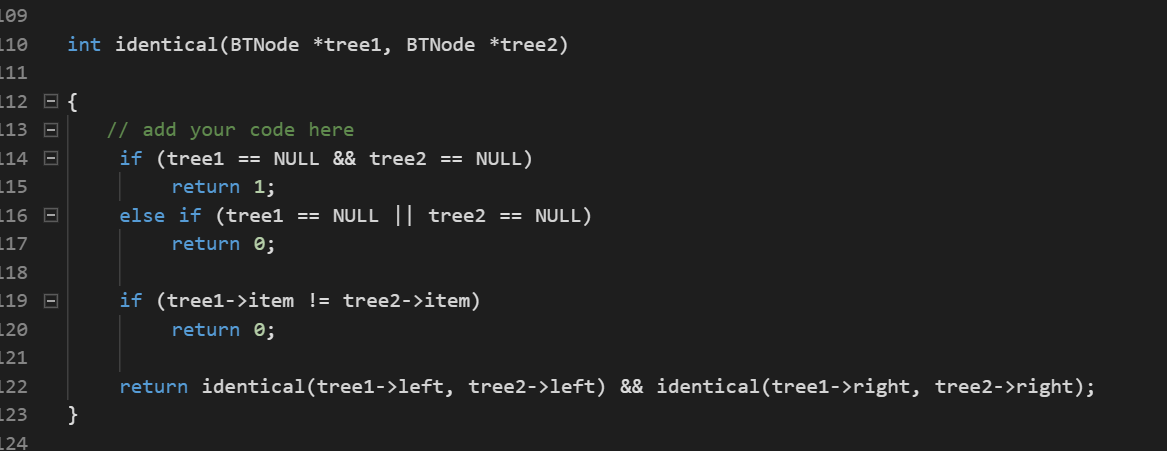 109
110 int identical(BTNode *tree1, BTNode *tree2)
111
112 {
113 // add your code here
114 if (tree1 == NULL && tree2 == NULL)
115 return 1;
116 else if (tree1 == NULL || tree2 == NULL)
117 return 0;
118
119 if (tree1->item != tree2->item)
120 return 0;
121
122 return identical(tree1->left, tree2->left) && identical(tree1->right, tree2->right);
123 }
124